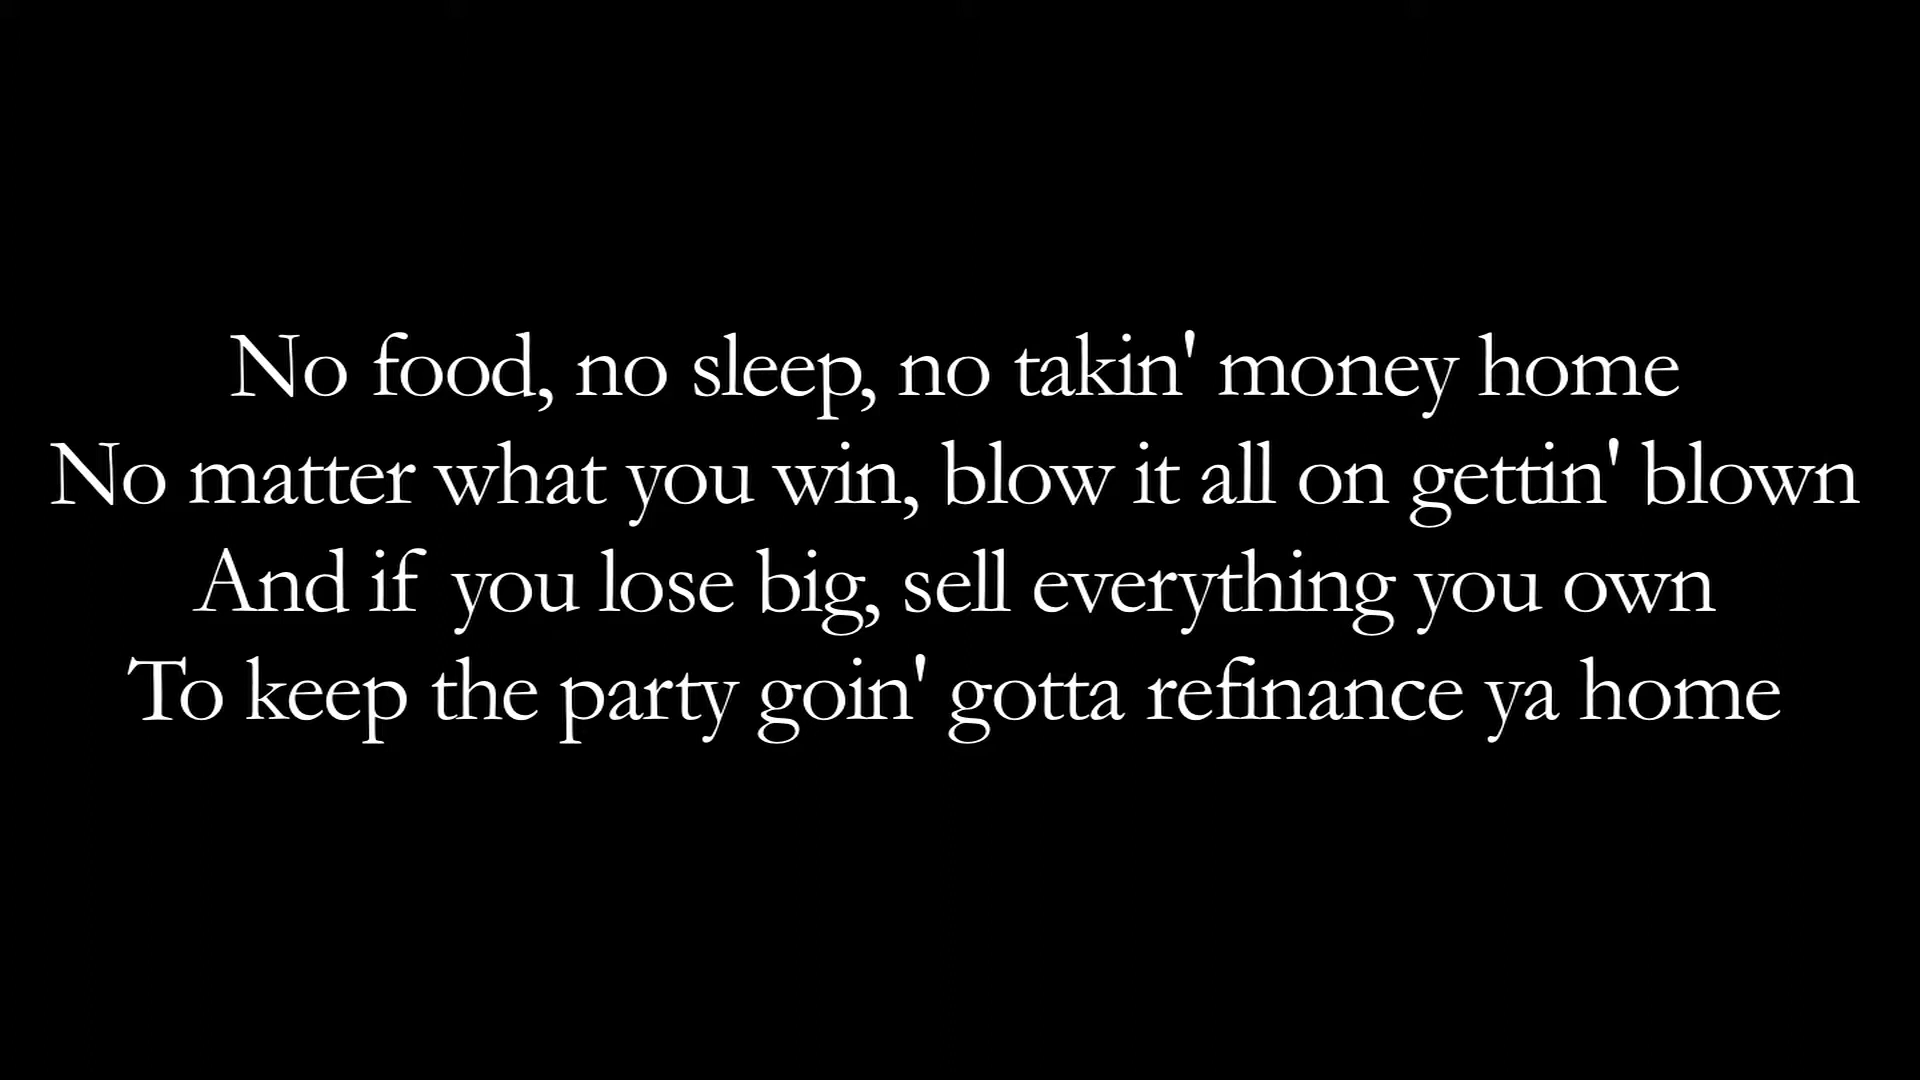 No food, no sleep, no takin' money home
No matter what you win, blow it all on gettin' blown
And if you lose big, sell everything you own
To keep the party goin' gotta refinance ya home